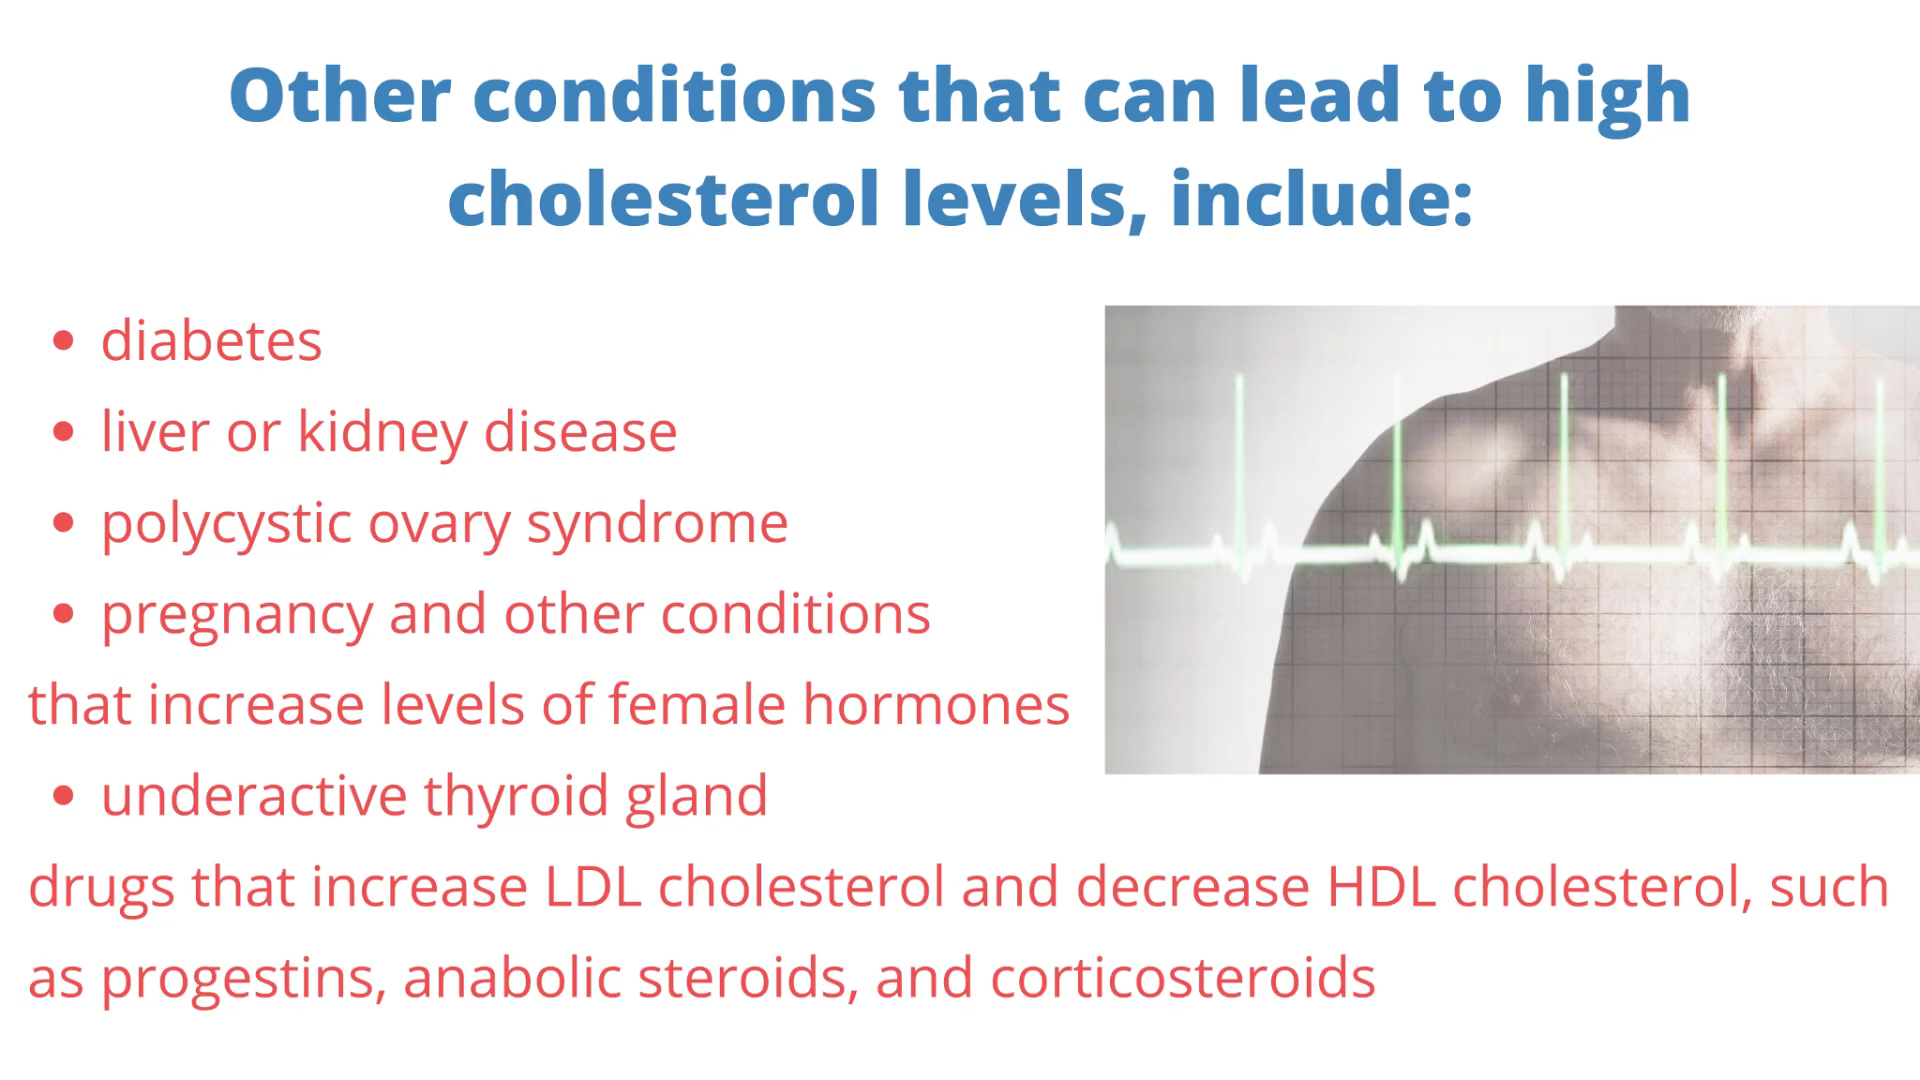 Other conditions that can lead to high
cholesterol levels, include:
• diabetes
• liver or kidney disease
• polycystic ovary syndrome
• pregnancy and other conditions
that increase levels of female hormones
• underactive thyroid gland
drugs that increase LDL cholesterol and decrease HDL cholesterol, such
as progestins, anabolic steroids, and corticosteroids